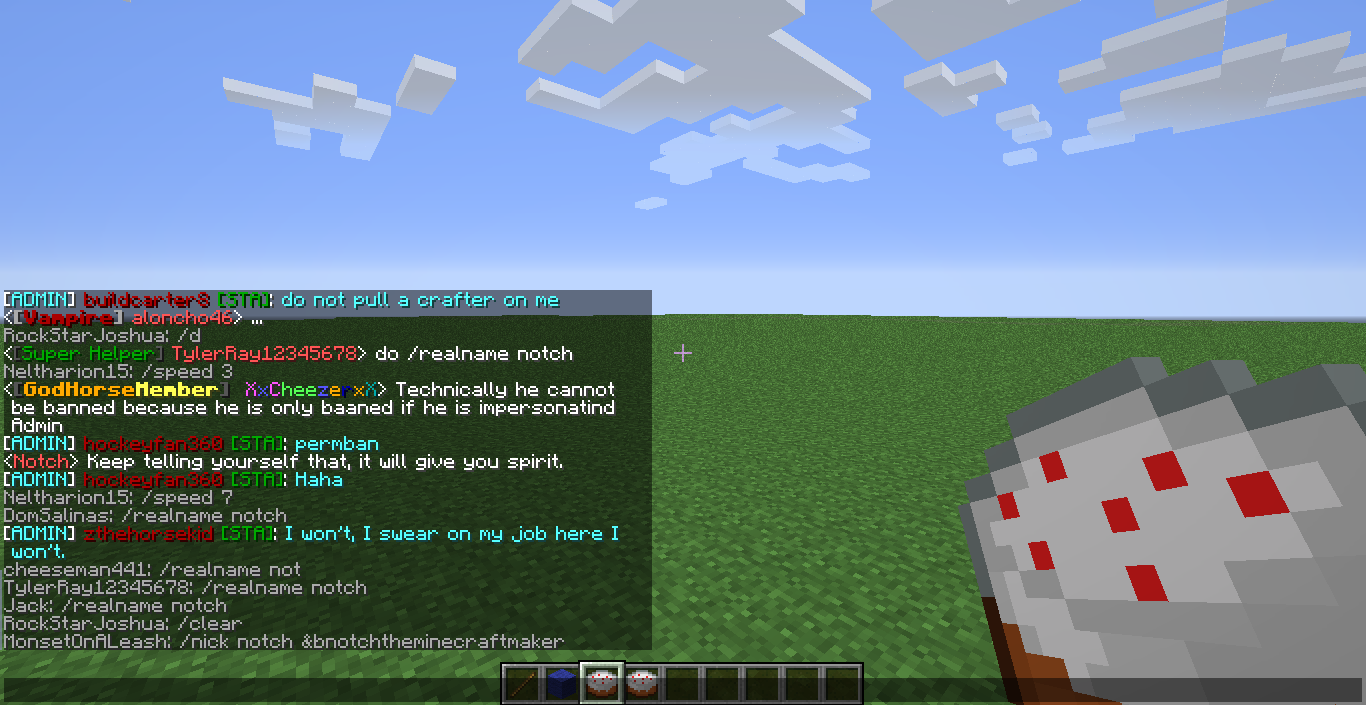 [ADMIN] buildcarter8 [STA]: do not pull a crafter on me
<[Vampire] aloncho46> ...
RockStarJoshua: /d
<[Super Helper] TylerRay12345678> do /realname notch
Neltharion15: /speed 3
<[GodHorseMember] XxCheezerxX> Technically he cannot
be banned because he is only baaned if he is impersonatind
Admin
[ADMIN] hockeyfan360 [STA]: permban
<Notch> Keep telling yourself that, it will give you spirit.
[ADMIN] hockeyfan360 [STA]: Haha
Neltharion15: /speed 7
DomSalinas: /realname notch
[ADMIN] zthehorsekid [STA]: I won't, I swear on my job here I
won't.
cheeseman441: /realname not
TylerRay12345678: /realname notch
Jack: /realname notch
RockStarJoshua: /clear
MonsetOnALeash: /nick notch &bnotchtheminecraftmaker